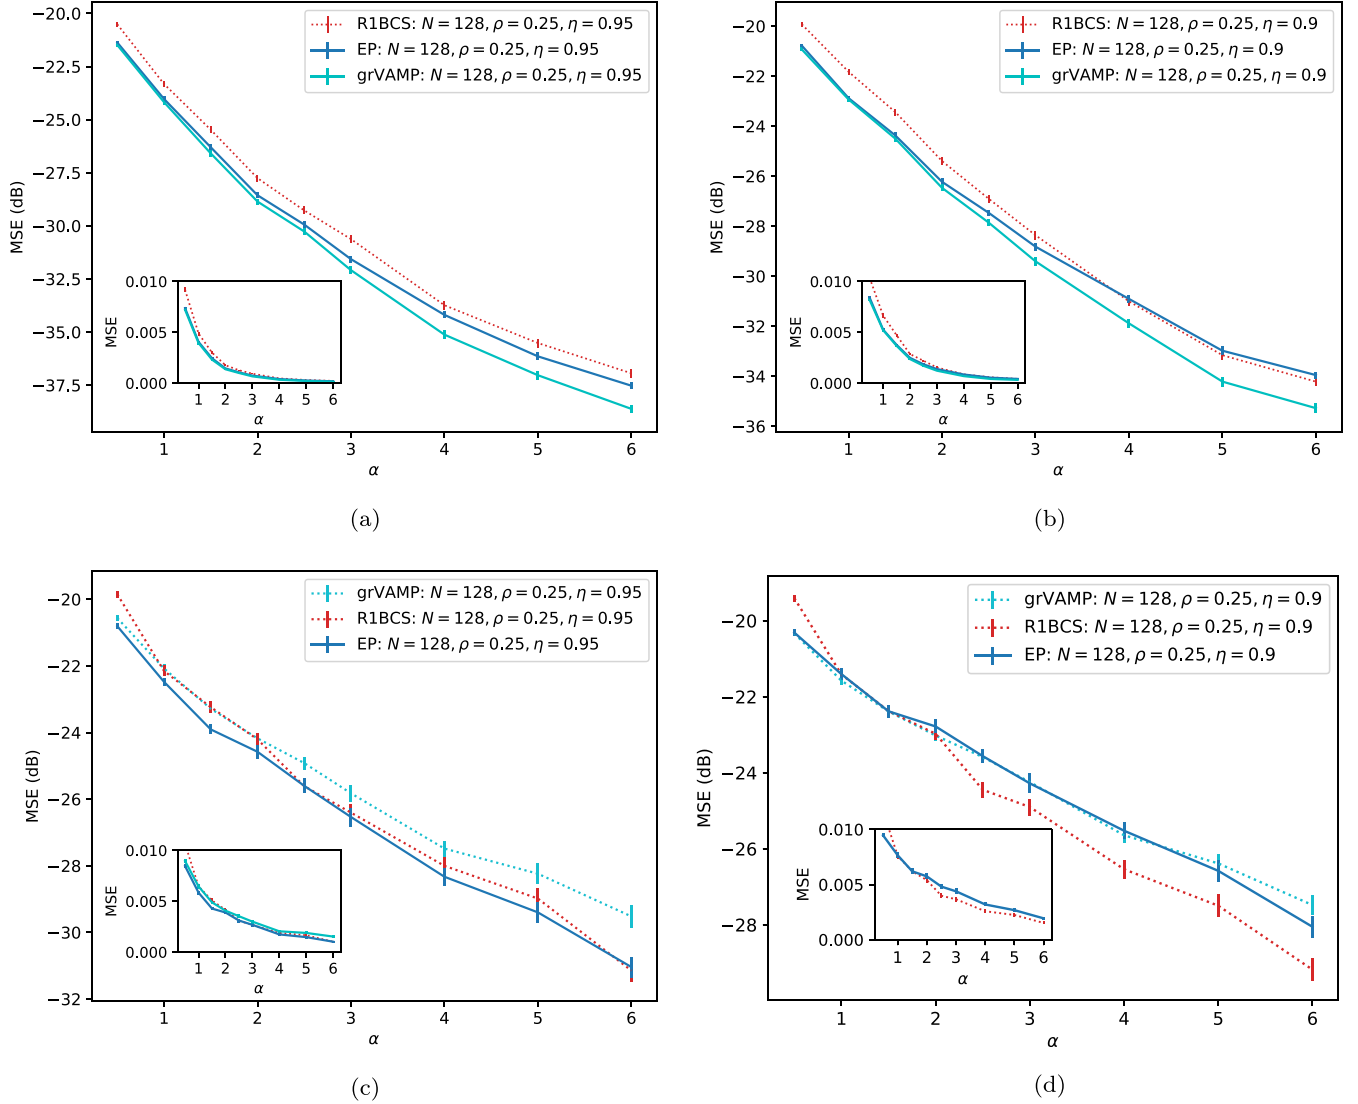 R1BCS: N = 128, ρ = 0.25, η = 0.95
EP: N = 128, ρ = 0.25, η = 0.95
grVAMP: N = 128, ρ = 0.25, η = 0.95
−20.0
−22.5
−25.0
−27.5
−30.0
−32.5
−35.0
−37.5
MSE (dB)
0.010
0.005
0.000
MSE
1 2 3 4 5 6
α
1 2 3 4 5 6
α
(a)
R1BCS: N = 128, ρ = 0.25, η = 0.9
EP: N = 128, ρ = 0.25, η = 0.9
grVAMP: N = 128, ρ = 0.25, η = 0.9
−20
−22
−24
−26
−28
−30
−32
−34
−36
MSE (dB)
0.010
0.005
0.000
MSE
1 2 3 4 5 6
α
1 2 3 4 5 6
α
(b)
grVAMP: N = 128, ρ = 0.25, η = 0.95
R1BCS: N = 128, ρ = 0.25, η = 0.95
EP: N = 128, ρ = 0.25, η = 0.95
−20
−22
−24
−26
−28
−30
−32
MSE (dB)
0.010
0.005
0.000
MSE
1 2 3 4 5 6
α
1 2 3 4 5 6
α
(c)
grVAMP: N = 128, ρ = 0.25, η = 0.9
R1BCS: N = 128, ρ = 0.25, η = 0.9
EP: N = 128, ρ = 0.25, η = 0.9
−20
−22
−24
−26
−28
MSE (dB)
0.010
0.005
0.000
MSE
1 2 3 4 5 6
α
1 2 3 4 5 6
α
(d)